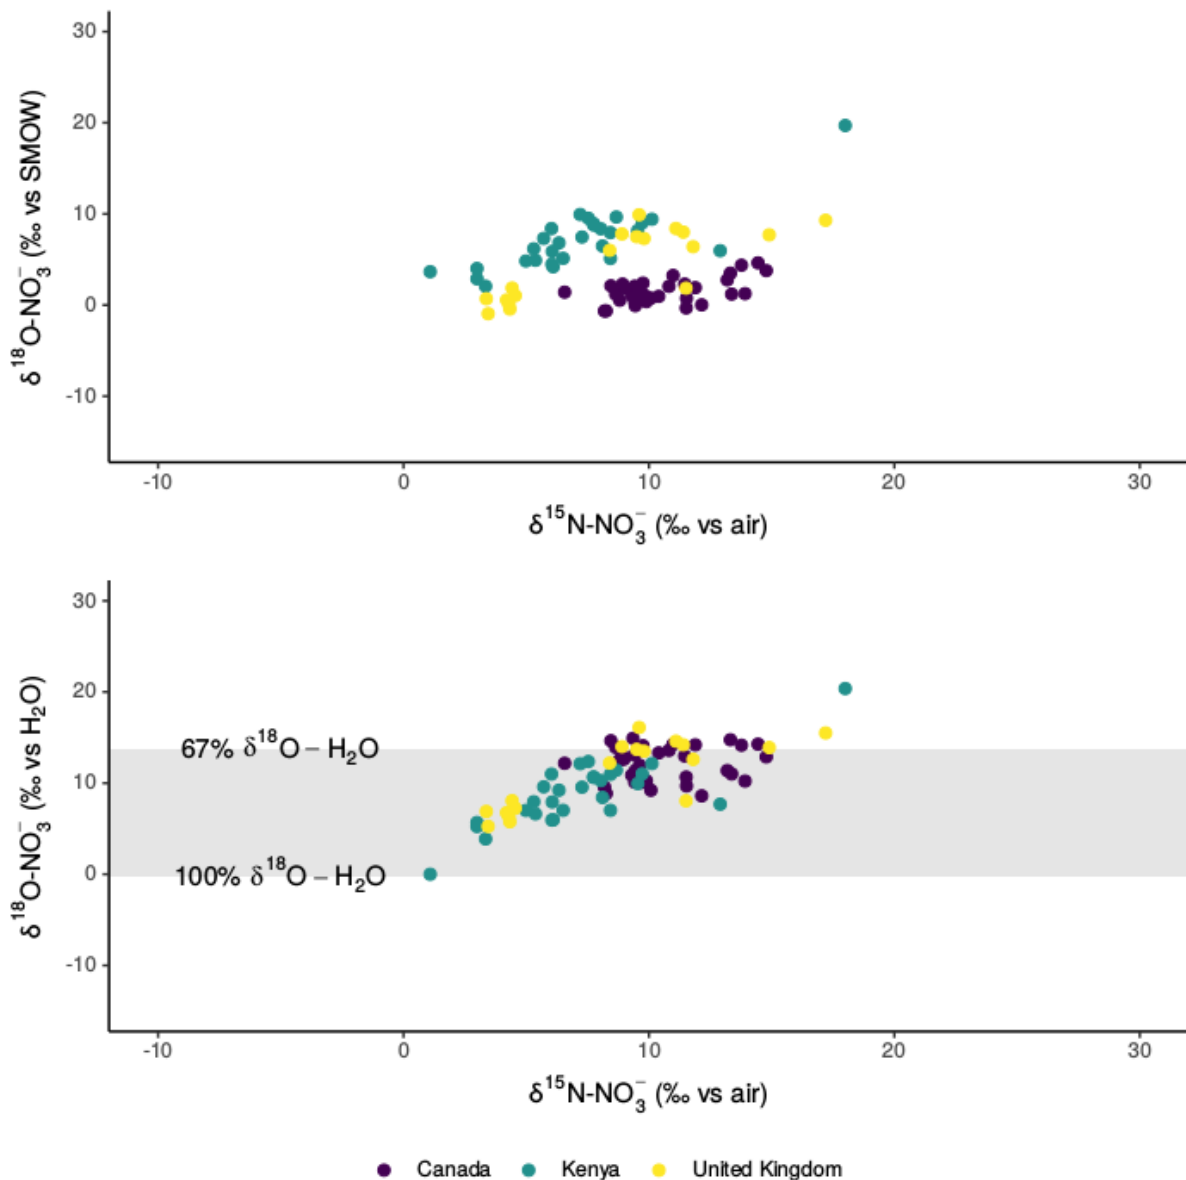 30
20
10
0
-10
δ¹⁸O-NO₃⁻ (‰ vs SMOW)
-10 0 10 20 30
δ¹⁵N-NO₃⁻ (‰ vs air)
30
20
10
0
-10
δ¹⁸O-NO₃⁻ (‰ vs H₂O)
67% δ¹⁸O – H₂O
100% δ¹⁸O – H₂O
-10 0 10 20 30
δ¹⁵N-NO₃⁻ (‰ vs air)
Canada Kenya United Kingdom